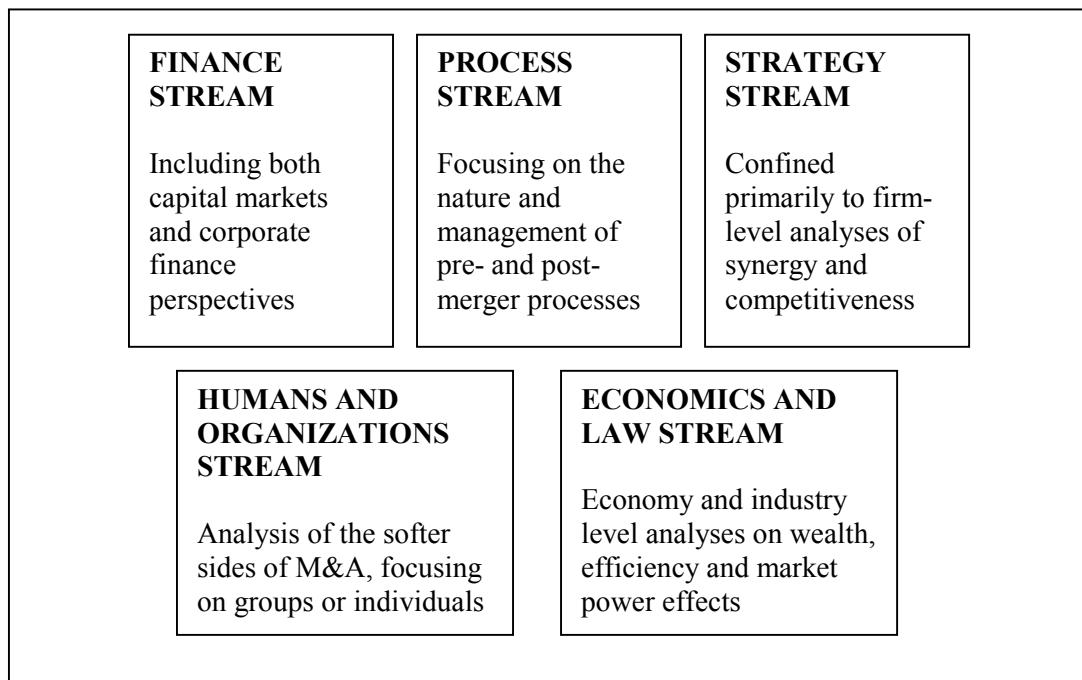 FINANCE
STREAM
Including both
capital markets
and corporate
finance
perspectives
PROCESS
STREAM
Focusing on the
nature and
management of
pre- and post-
merger processes
STRATEGY
STREAM
Confined
primarily to firm-
level analyses of
synergy and
competitiveness
HUMANS AND
ORGANIZATIONS
STREAM
Analysis of the softer
sides of M&A, focusing
on groups or individuals
ECONOMICS AND
LAW STREAM
Economy and industry
level analyses on wealth,
efficiency and market
power effects